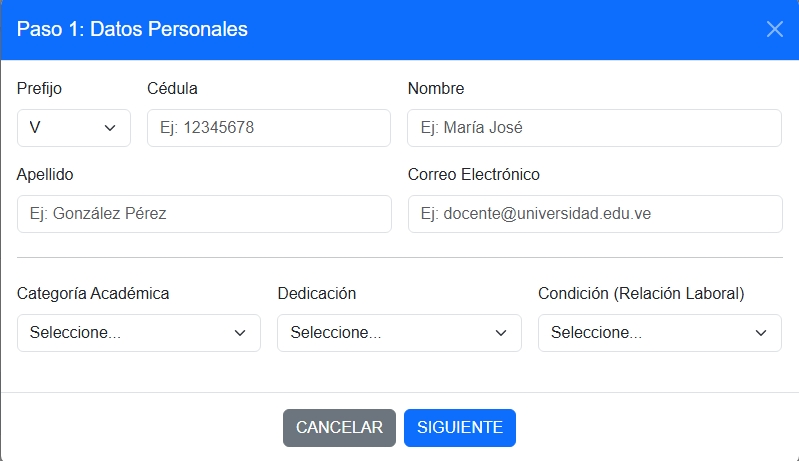 Paso 1: Datos Personales
Prefijo Cédula Nombre
V Ej: 12345678 Ej: María José
Apellido Correo Electrónico
Ej: González Pérez Ej: docente@universidad.edu.ve
Categoría Académica Dedicación Condición (Relación Laboral)
Seleccione... Seleccione... Seleccione...
CANCELAR SIGUIENTE